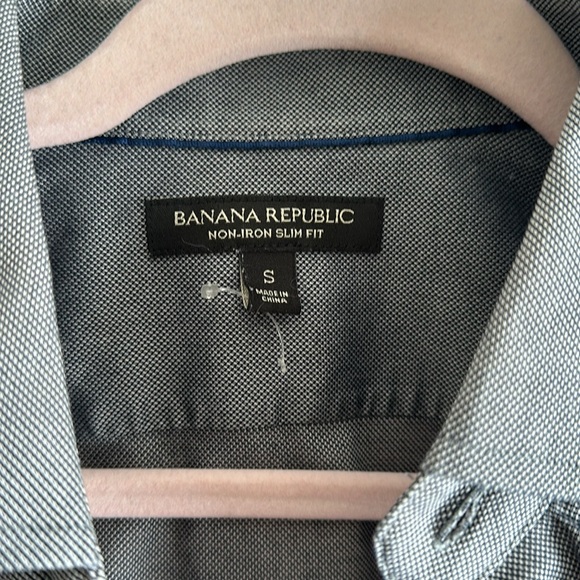 BANANA REPUBLIC
NON-IRON SLIM FIT
S
MADE IN
CHINA